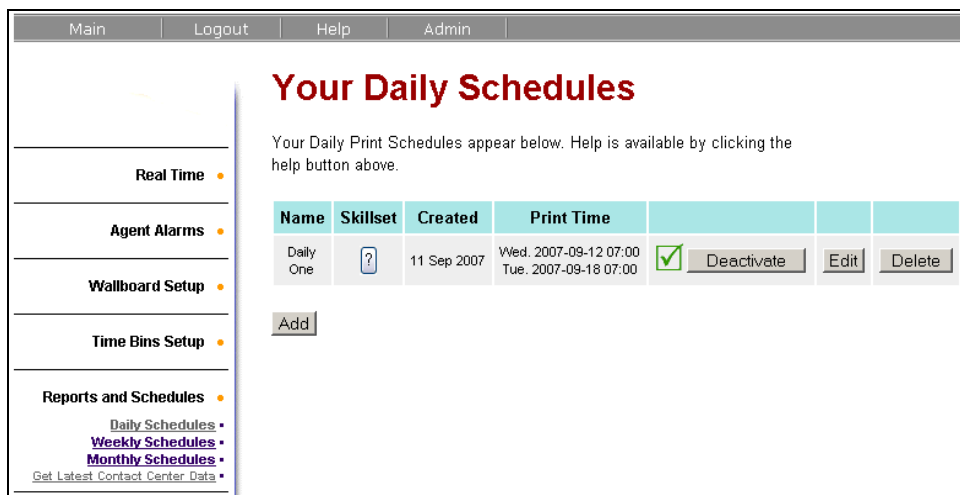 Main Logout Help Admin
Your Daily Schedules
Your Daily Print Schedules appear below. Help is available by clicking the
help button above.
Real Time
Agent Alarms
Wallboard Setup
Time Bins Setup
Reports and Schedules
Daily Schedules
Weekly Schedules
Monthly Schedules
Get Latest Contact Center Data
Name Skillset Created Print Time
Daily One ? 11 Sep 2007 Wed. 2007-09-12 07:00 Tue. 2007-09-18 07:00 Deactivate Edit Delete
Add